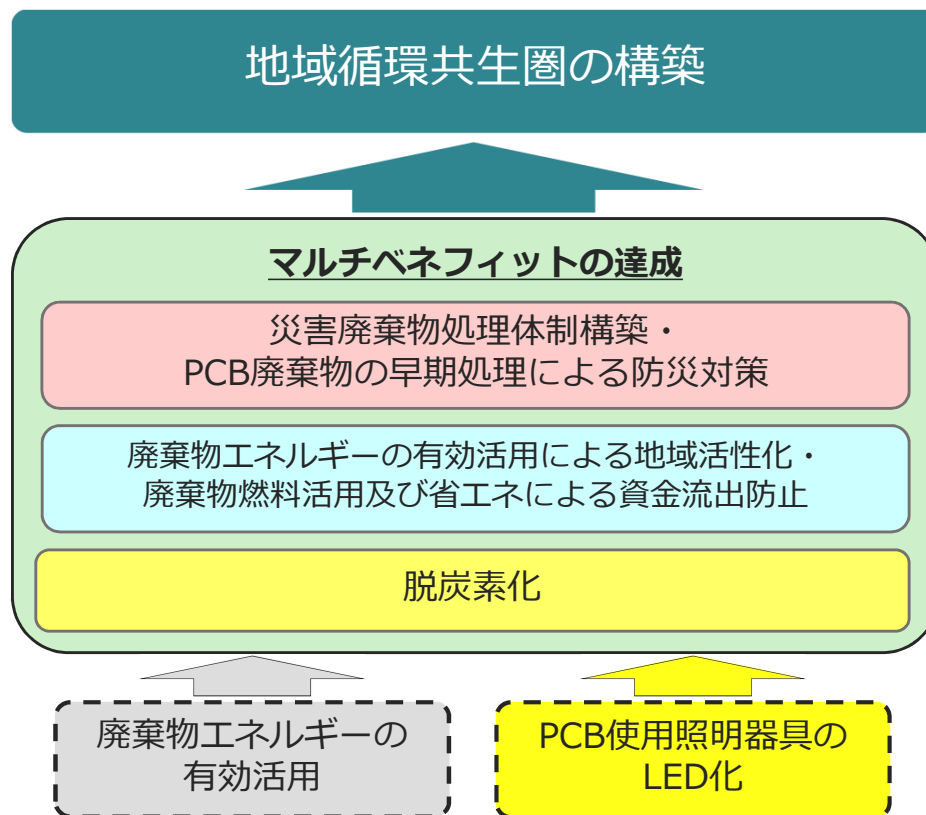 地域循環共生圏の構築
マルチベネフィットの達成
災害廃棄物処理体制構築・
PCB廃棄物の早期処理による防災対策
廃棄物エネルギーの有効活用による地域活性化・
廃棄物燃料活用及び省エネによる資金流出防止
脱炭素化
廃棄物エネルギーの
有効活用
PCB使用照明器具の
LED化